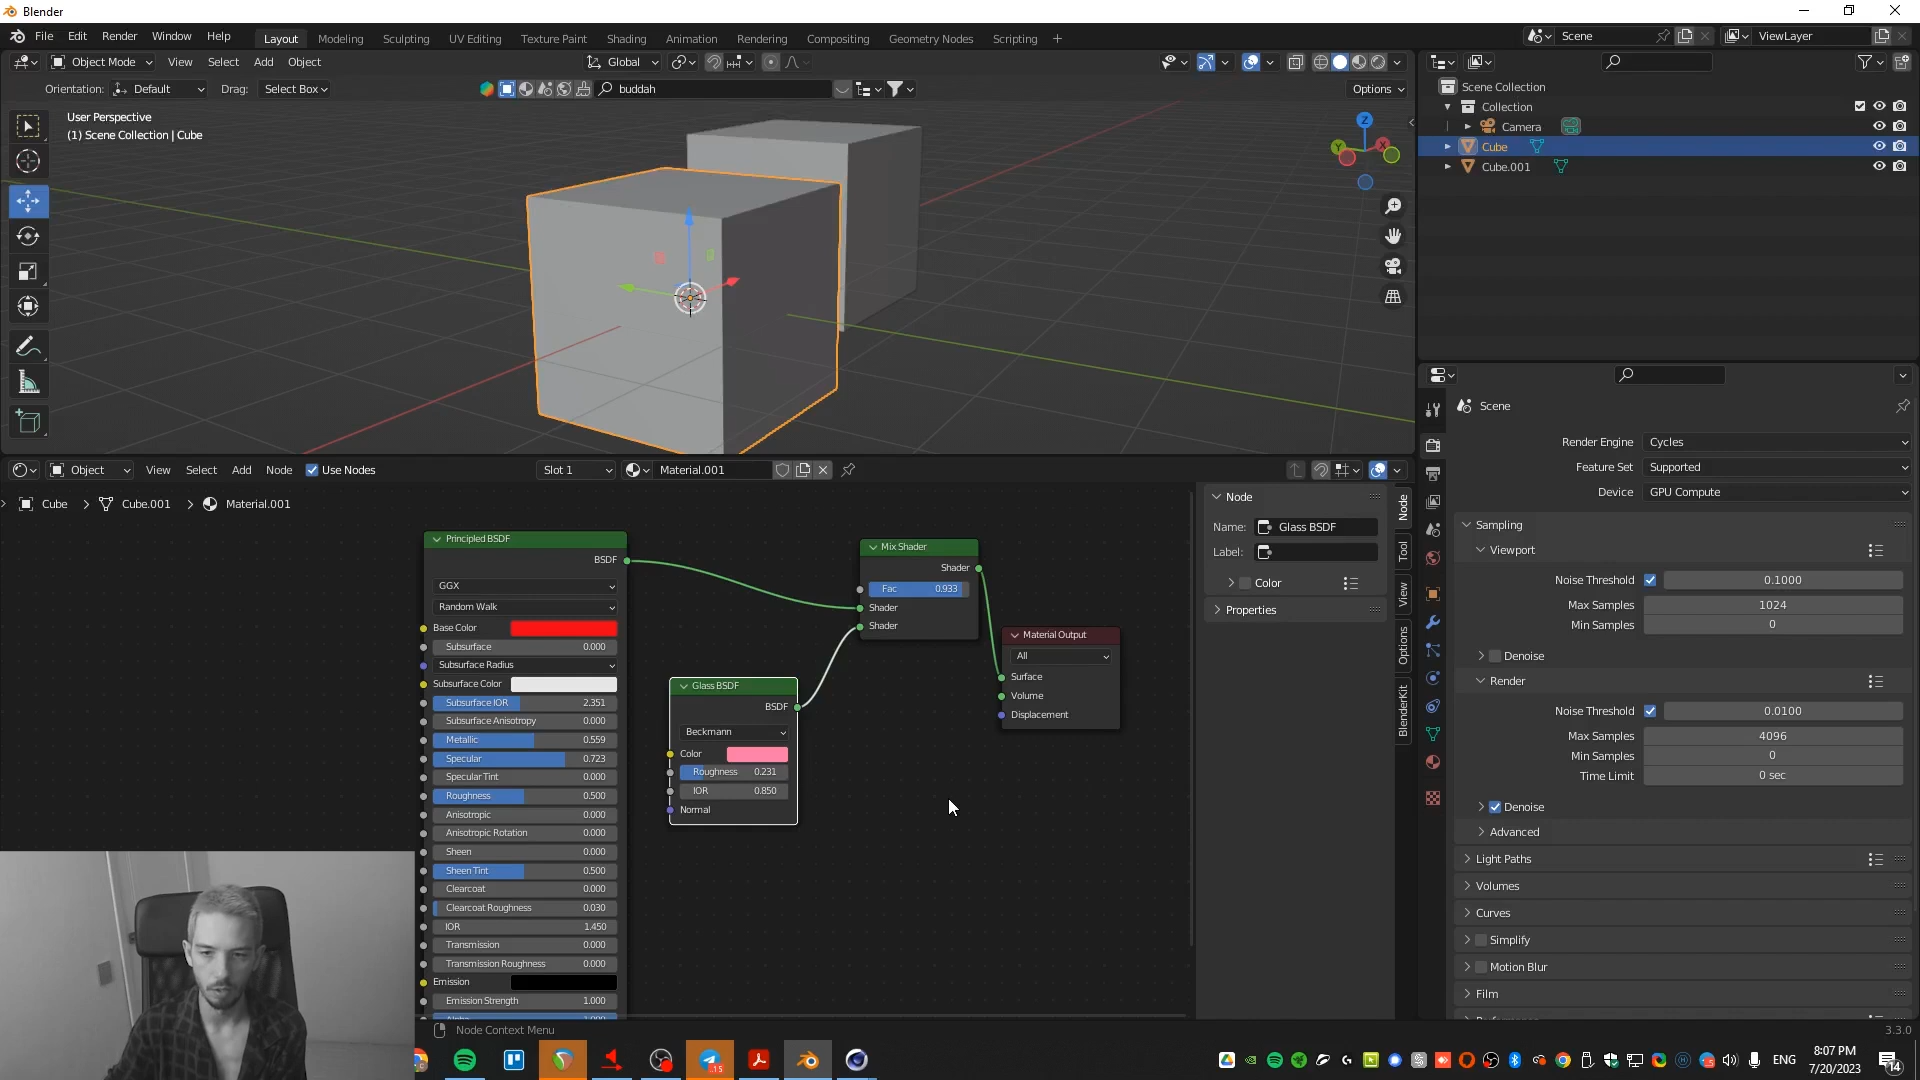 Blender
File Edit Render Window Help
Layout Modeling Sculpting UV Editing Texture Paint Shading Animation Rendering Compositing Geometry Nodes Scripting +
Scene
ViewLayer
Object Mode View Select Add Object
Global
Orientation: Default Drag: Select Box
buddah
Options
User Perspective
(1) Scene Collection | Cube
Z
Y
X
Scene Collection
Collection
Camera
Cube
Cube.001
Object View Select Add Node Use Nodes
Slot 1
Material.001
Cube > Cube.001 > Material.001
Principled BSDF
BSDF
GGX
Random Walk
Base Color
Subsurface 0.000
Subsurface Radius
Subsurface Color
Subsurface IOR 2.351
Subsurface Anisotropy 0.000
Metallic 0.559
Specular 0.723
Specular Tint 0.000
Roughness 0.500
Anisotropic 0.000
Anisotropic Rotation 0.000
Sheen 0.000
Sheen Tint 0.500
Clearcoat 0.000
Clearcoat Roughness 0.030
IOR 1.450
Transmission 0.000
Transmission Roughness 0.000
Emission
Emission Strength 1.000
Glass BSDF
BSDF
Beckmann
Color
Roughness 0.231
IOR 0.850
Normal
Mix Shader
Shader
Fac 0.933
Shader
Shader
Material Output
All
Surface
Volume
Displacement
Node
Name: Glass BSDF
Label:
Color
Properties
Node
Tool
View
Options
BlenderKit
Scene
Render Engine Cycles
Feature Set Supported
Device GPU Compute
Sampling
Viewport
Noise Threshold 0.1000
Max Samples 1024
Min Samples 0
Denoise
Render
Noise Threshold 0.0100
Max Samples 4096
Min Samples 0
Time Limit 0 sec
Denoise
Advanced
Light Paths
Volumes
Curves
Simplify
Motion Blur
Film
Node Context Menu
3.3.0
ENG
8:07 PM
7/20/2023
14
15